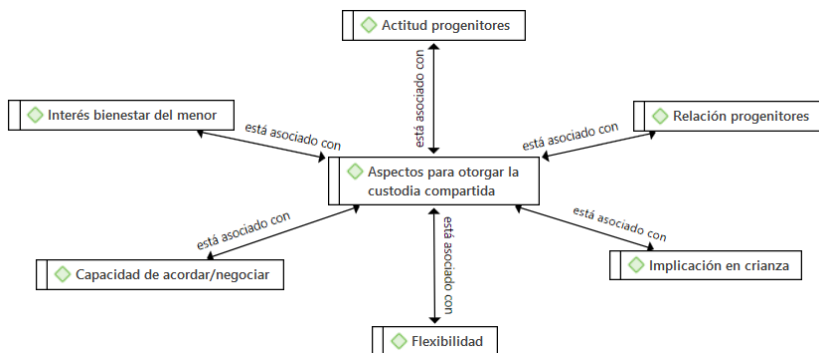 Actitud progenitores
está asociado con
Interés bienestar del menor
está asociado con
Relación progenitores
está asociado con
Aspectos para otorgar la
custodia compartida
está asociado con
está asociado con
está asociado con
Capacidad de acordar/negociar
Implicación en crianza
Flexibilidad